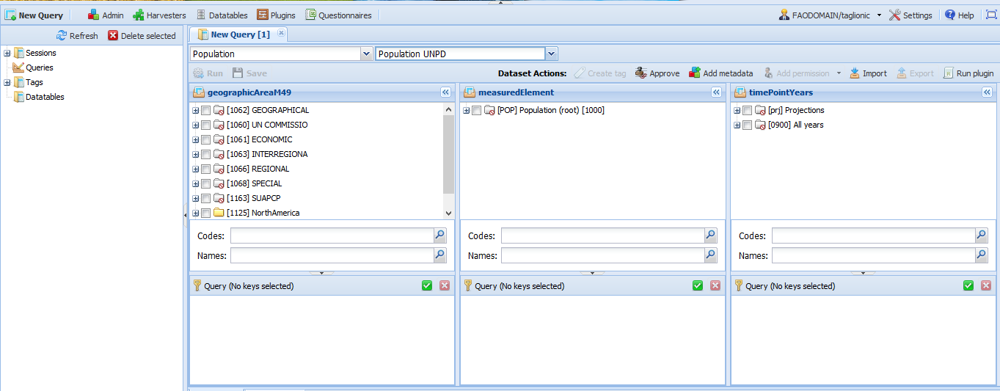 New Query Admin Harvesters Datatables Plugins Questionnaires FAODOMAIN/taglionic Settings Help
Refresh Delete selected
Sessions
Queries
Tags
Datatables
New Query [1]
Population Population UNPD
Run Save Dataset Actions: Create tag Approve Add metadata Add permission Import Export Run plugin
geographicAreaM49 measuredElement timePointYears
[1062] GEOGRAPHICAL
[1060] UN COMMISSIO
[1061] ECONOMIC
[1063] INTERREGIONA
[1066] REGIONAL
[1068] SPECIAL
[1163] SUAPCP
[1125] NorthAmerica
[POP] Population (root) [1000]
[prj] Projections
[0900] All years
Codes: Codes: Codes:
Names: Names: Names:
Query (No keys selected) Query (No keys selected) Query (No keys selected)